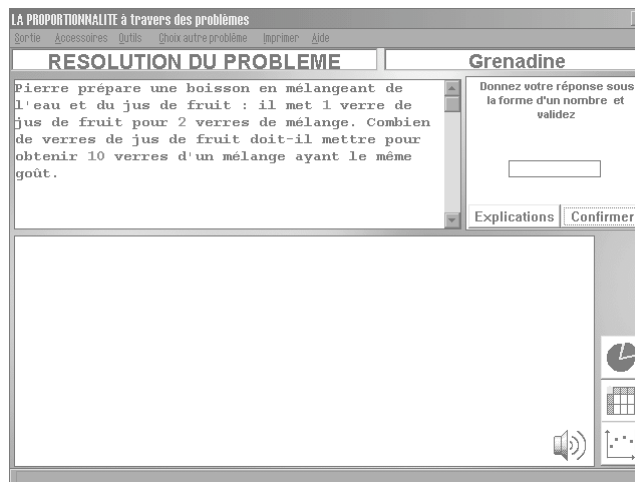 LA PROPORTIONNALITE à travers des problèmes
Sortie Accessoires Outils Choix autre problème Imprimer Aide
RESOLUTION DU PROBLEME
Grenadine
Pierre prépare une boisson en mélangeant de
l'eau et du jus de fruit : il met 1 verre de
jus de fruit pour 2 verres de mélange. Combien
de verres de jus de fruit doit-il mettre pour
obtenir 10 verres d'un mélange ayant le même
goût.
Donnez votre réponse sous
la forme d'un nombre et
validez
Explications
Confirmer